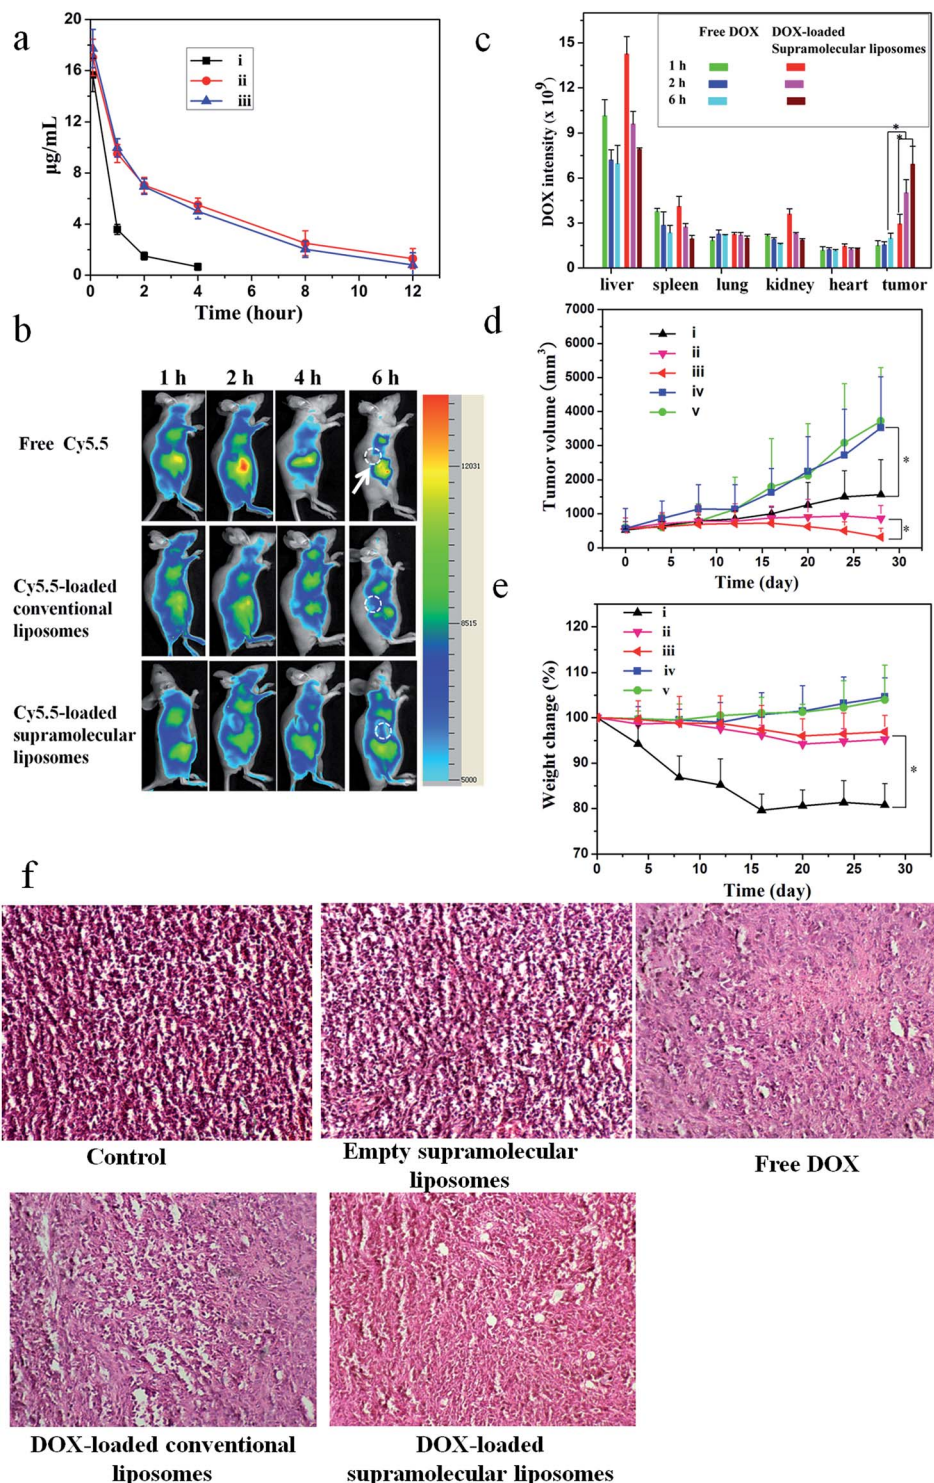 a
20
16
12
8
4
0
µg/mL
i
ii
iii
0
2
4
6
8
10
12
Time (hour)
c
15
12
9
6
3
0
DOX intensity (x 10⁹)
Free DOX
DOX-loaded
Supramolecular liposomes
1 h
2 h
6 h
*
*
liver
spleen
lung
kidney
heart
tumor
b
1 h
2 h
4 h
6 h
Free Cy5.5
Cy5.5-loaded
conventional
liposomes
Cy5.5-loaded
supramolecular
liposomes
12031
8515
5000
d
7000
6000
5000
4000
3000
2000
1000
0
Tumor volume (mm³)
i
ii
iii
iv
v
*
*
0
5
10
15
20
25
30
Time (day)
e
120
110
100
90
80
70
Weight change (%)
i
ii
iii
iv
v
*
0
5
10
15
20
25
30
Time (day)
f
Control
Empty supramolecular
liposomes
Free DOX
DOX-loaded conventional
liposomes
DOX-loaded
supramolecular liposomes